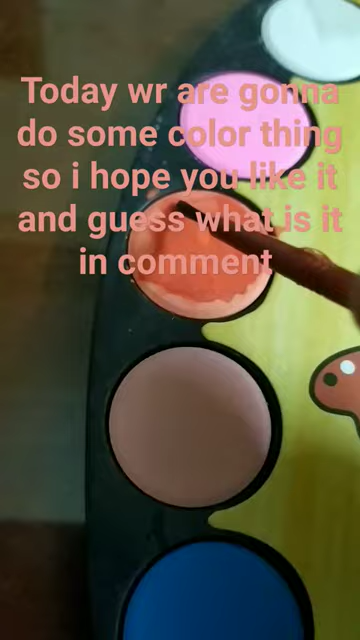 Today wr are gonna
do some color thing
so i hope you like it
and guess what is it
in comment